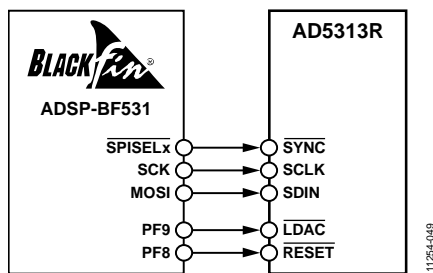 BLACKfin®
ADSP-BF531
AD5313R
SPISELx SYNC
SCK SCLK
MOSI SDIN
PF9 LDAC
PF8 RESET
11254-049